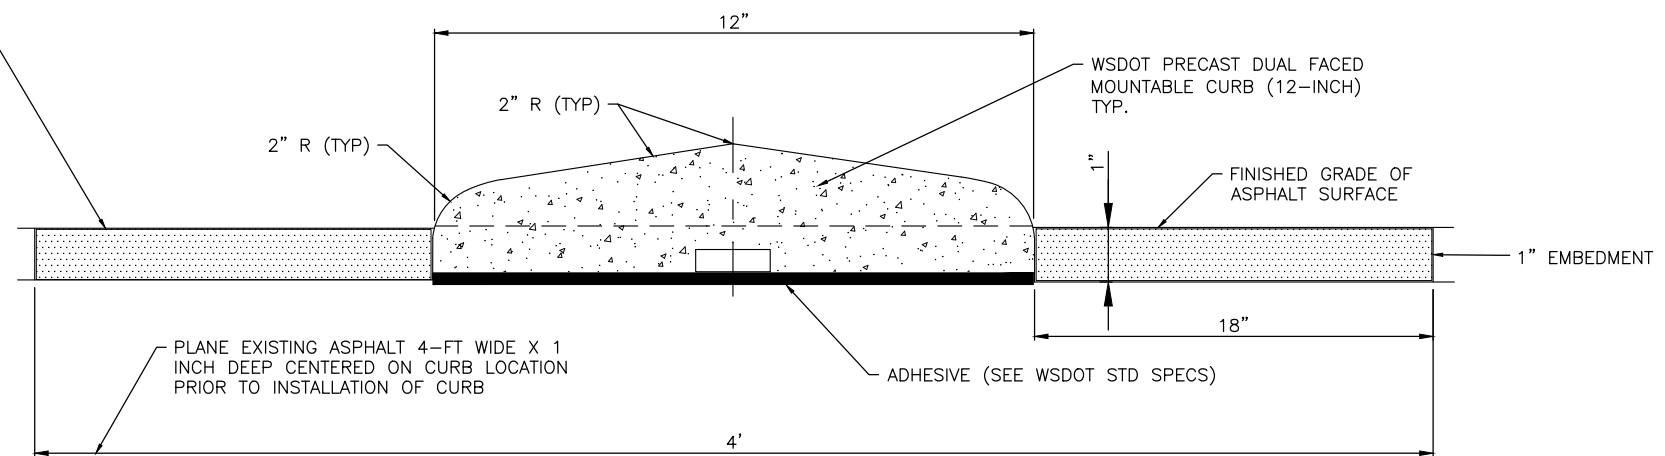 12”
WSDOT PRECAST DUAL FACED
MOUNTABLE CURB (12–INCH)
TYP.
2” R (TYP)
2” R (TYP)
1”
FINISHED GRADE OF
ASPHALT SURFACE
1” EMBEDMENT
18”
PLANE EXISTING ASPHALT 4–FT WIDE X 1
INCH DEEP CENTERED ON CURB LOCATION
PRIOR TO INSTALLATION OF CURB
ADHESIVE (SEE WSDOT STD SPECS)
4’